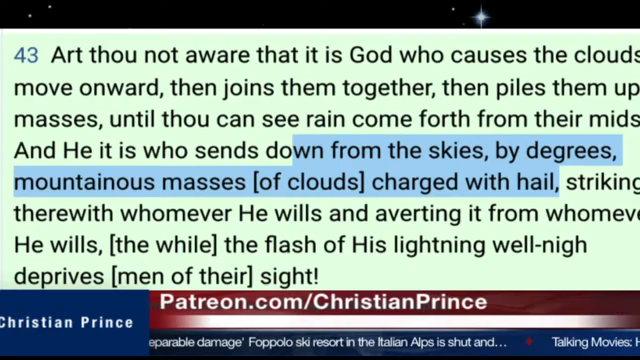 43 Art thou not aware that it is God who causes the clouds
move onward, then joins them together, then piles them up
masses, until thou can see rain come forth from their mids
And He it is who sends down from the skies, by degrees,
mountainous masses [of clouds] charged with hail, striking
therewith whomever He wills and averting it from whomeve
He wills, [the while] the flash of His lightning well-nigh
deprives [men of their] sight!
Patreon.com/ChristianPrince
Christian Prince
eparable damage' Foppolo ski resort in the Italian Alps is shut and… Talking Movies: H